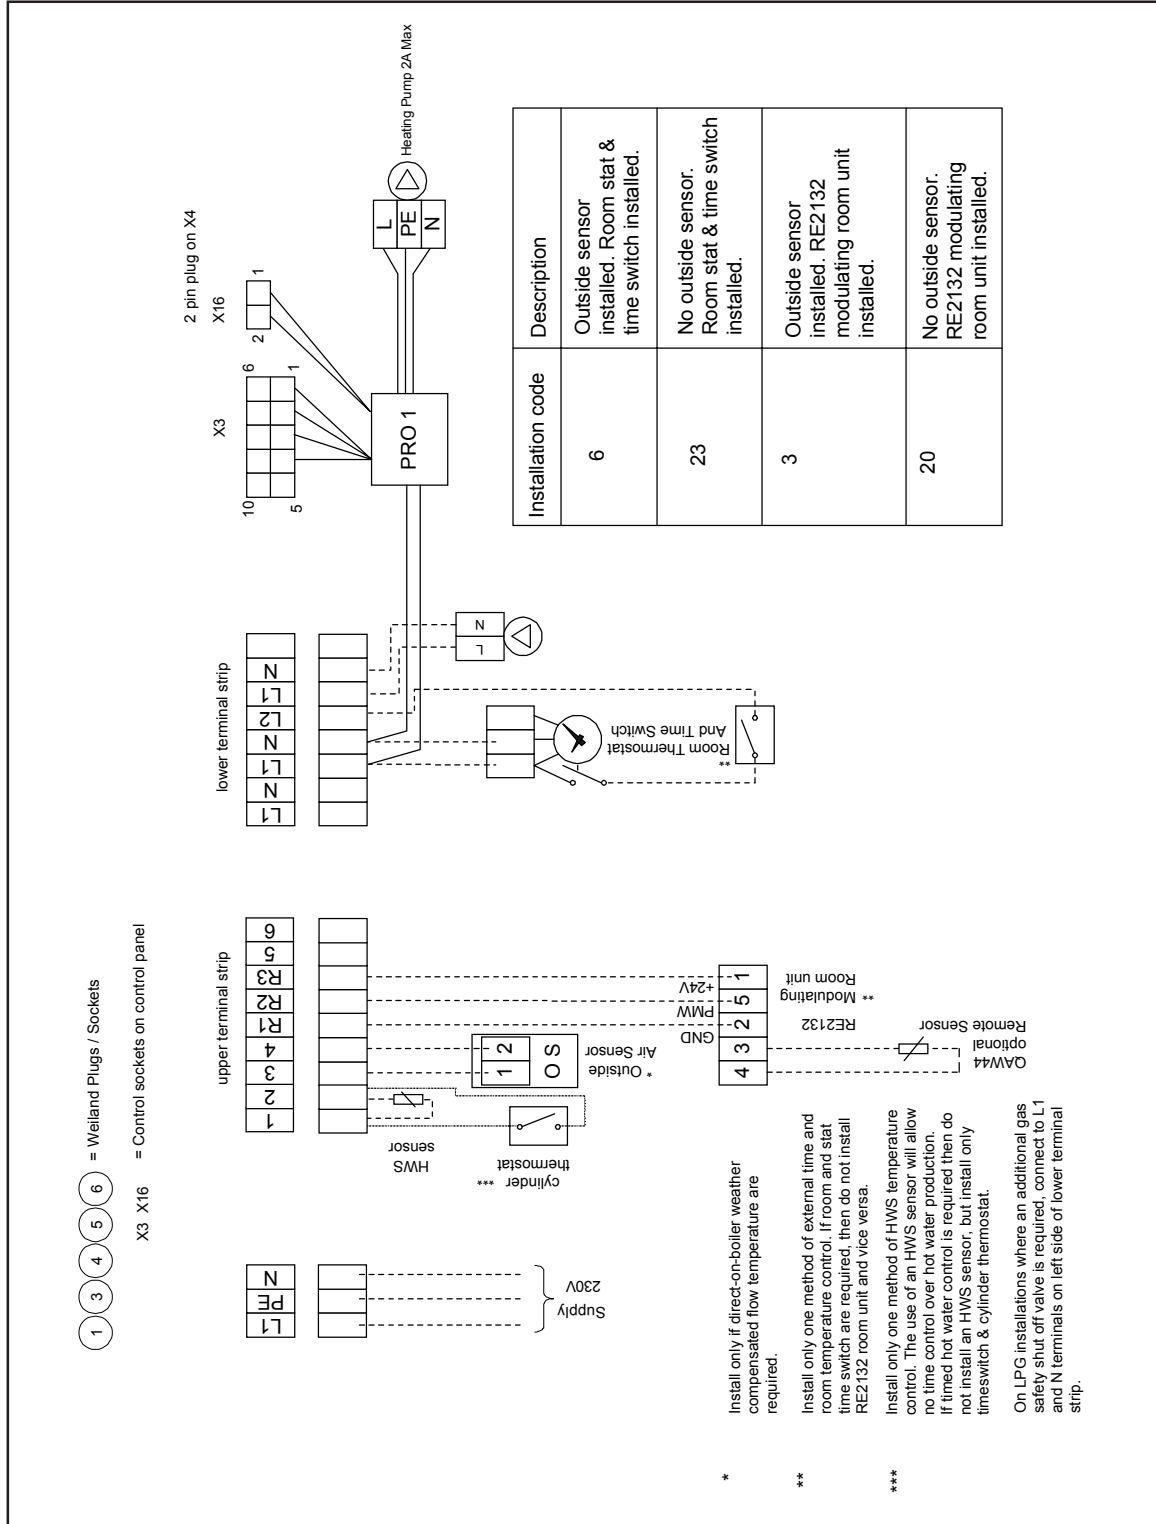 1 3 4 5 6 = Weiland Plugs / Sockets
X3 X16 = Control sockets on control panel
L1 PE N
Supply
230V
upper terminal strip
1 2 3 4 R1 R2 R3 5 6
HWS
sensor
cylinder ***
thermostat
* Outside
Air Sensor
1 2
O S
GND
PMW
+24V
4 3 2 5 1
RE2132
** Modulating
Room unit
QAW44
optional
Remote Sensor
lower terminal strip
L1 N L1 N L2 L1 N
L N
**
Room Thermostat
And Time Switch
2 pin plug on X4
X3
X16
10 6
5 1
2 1
PRO 1
L
PE
N
Heating Pump 2A Max
Installation code Description
6 Outside sensor
installed. Room stat &
time switch installed.
23 No outside sensor.
Room stat & time switch
installed.
3 Outside sensor
installed. RE2132
modulating room unit
installed.
20 No outside sensor.
RE2132 modulating
room unit installed.
* Install only if direct-on-boiler weather
compensated flow temperature are
required.
** Install only one method of external time and
room temperature control. If room and stat
time switch are required, then do not install
RE2132 room unit and vice versa.
*** Install only one method of HWS temperature
control. The use of an HWS sensor will allow
no time control over hot water production.
If timed hot water control is required then do
not install an HWS sensor, but install only
timeswitch & cylinder thermostat.
On LPG installations where an additional gas
safety shut off valve is required, connect to L1
and N terminals on left side of lower terminal
strip.